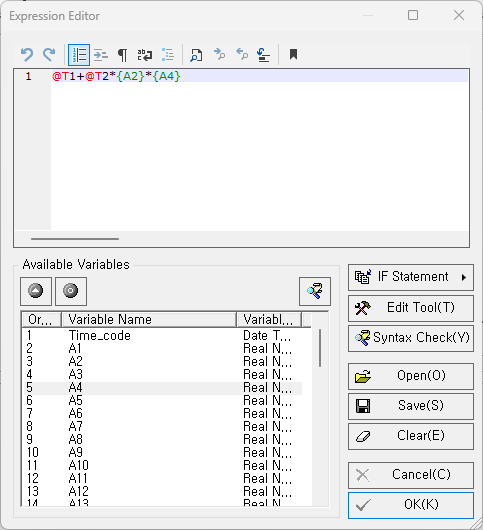 Expression Editor
1 @T1+@T2*{A2}*{A4}
Available Variables
Or... Variable Name Variabl...
1 Time_code Date T...
2 A1 Real N...
3 A2 Real N...
4 A3 Real N...
5 A4 Real N...
6 A5 Real N...
7 A6 Real N...
8 A7 Real N...
9 A8 Real N...
10 A9 Real N...
11 A10 Real N...
12 A11 Real N...
13 A12 Real N...
14 A13 Real N...
IF Statement
Edit Tool(T)
Syntax Check(Y)
Open(O)
Save(S)
Clear(E)
Cancel(C)
OK(K)